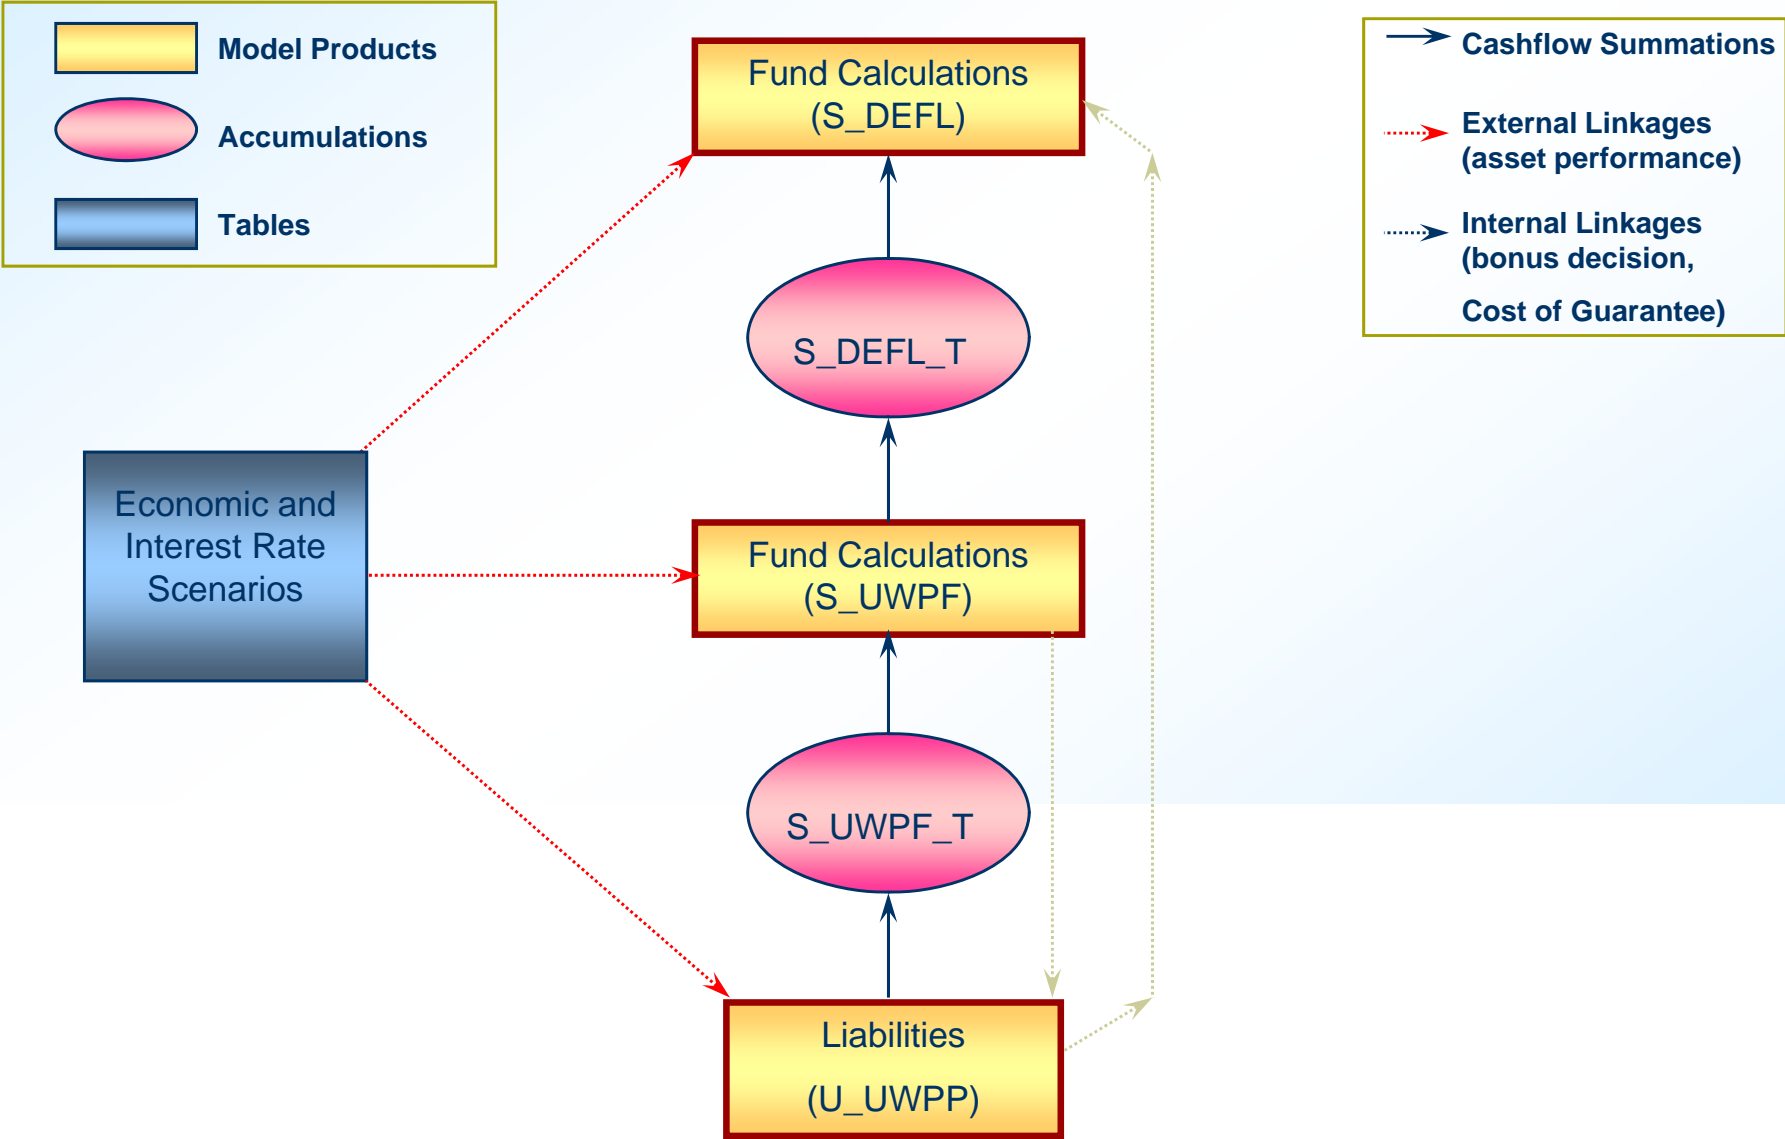 Model Products
Accumulations
Tables
Cashflow Summations
External Linkages
(asset performance)
Internal Linkages
(bonus decision,
Cost of Guarantee)
Fund Calculations
(S_DEFL)
S_DEFL_T
Economic and
Interest Rate
Scenarios
Fund Calculations
(S_UWPF)
S_UWPF_T
Liabilities
(U_UWPP)